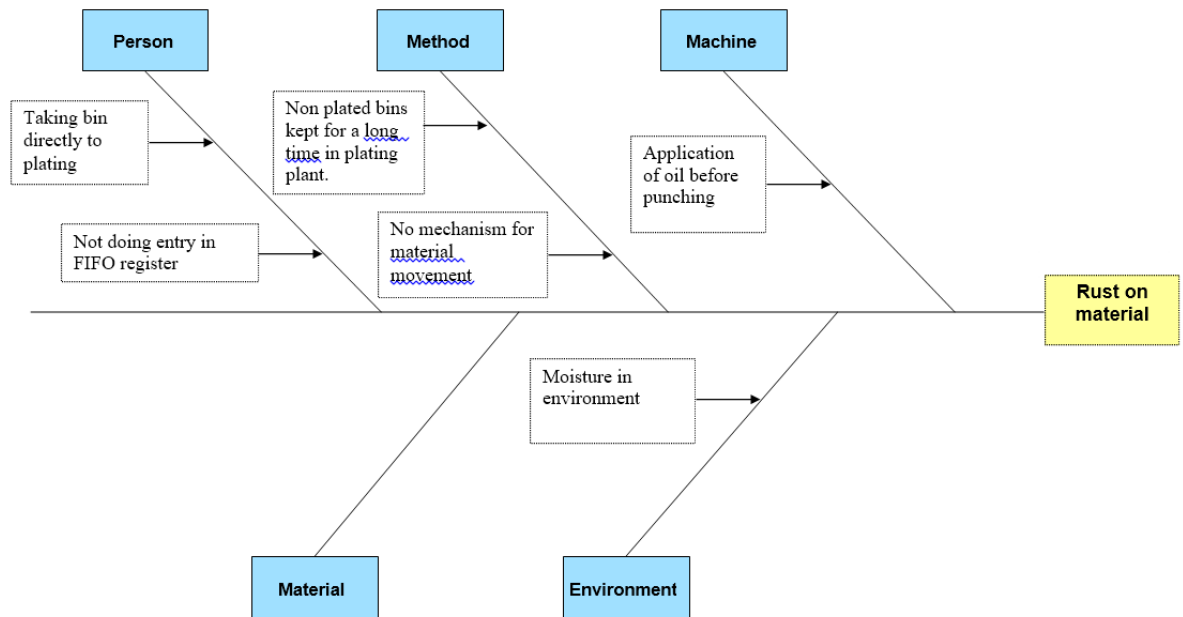 Person
Method
Machine
Taking bin
directly to
plating
Non plated bins
kept for a long
time in plating
plant.
Application
of oil before
punching
Not doing entry in
FIFO register
No mechanism for
material
movement
Rust on
material
Moisture in
environment
Material
Environment